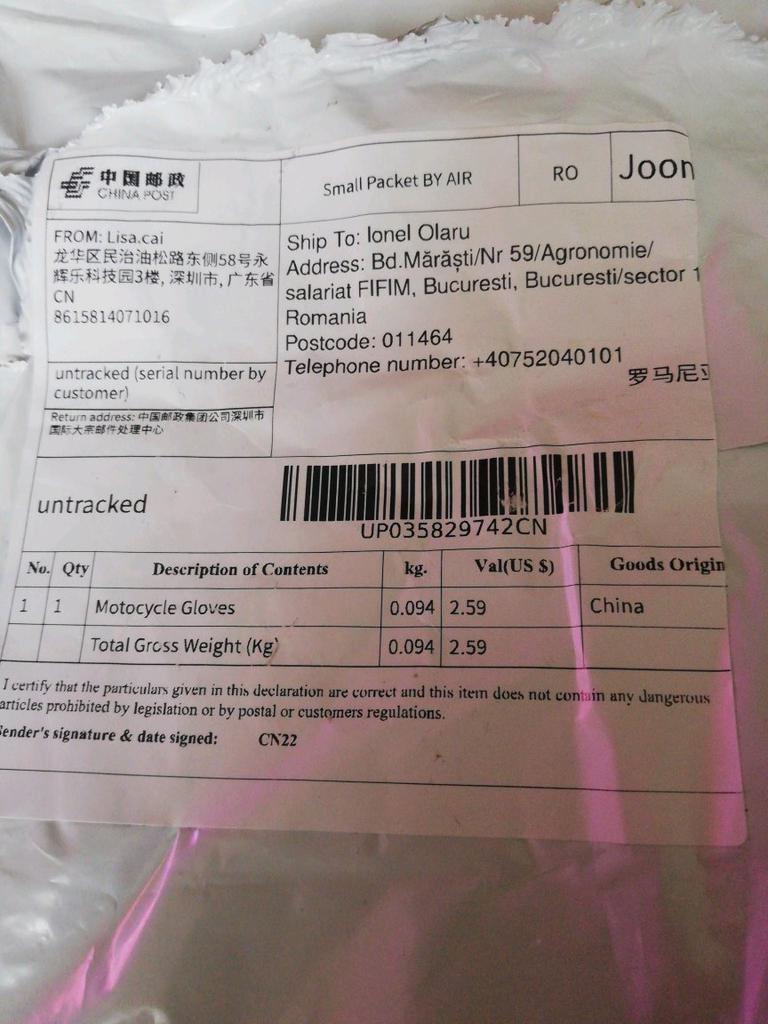 中国邮政
CHINA POST
Small Packet BY AIR
RO
Joon
FROM: Lisa.cai
龙华区民治油松路东侧58号永
辉乐科技园3楼, 深圳市, 广东省
CN
8615814071016
Ship To: Ionel Olaru
Address: Bd.Mărăști/Nr 59/Agronomie/
salariat FIFIM, Bucuresti, Bucuresti/sector 1
Romania
Postcode: 011464
Telephone number: +40752040101
罗马尼亚
untracked (serial number by
customer)
Return address: 中国邮政集团公司深圳市
国际大宗邮件处理中心
untracked
UP035829742CN
No. Qty Description of Contents kg. Val(US $) Goods Origin
1 1 Motocycle Gloves 0.094 2.59 China
Total Gross Weight (Kg) 0.094 2.59
I certify that the particulars given in this declaration are correct and this item does not contain any dangerous
articles prohibited by legislation or by postal or customers regulations.
Sender's signature & date signed: CN22